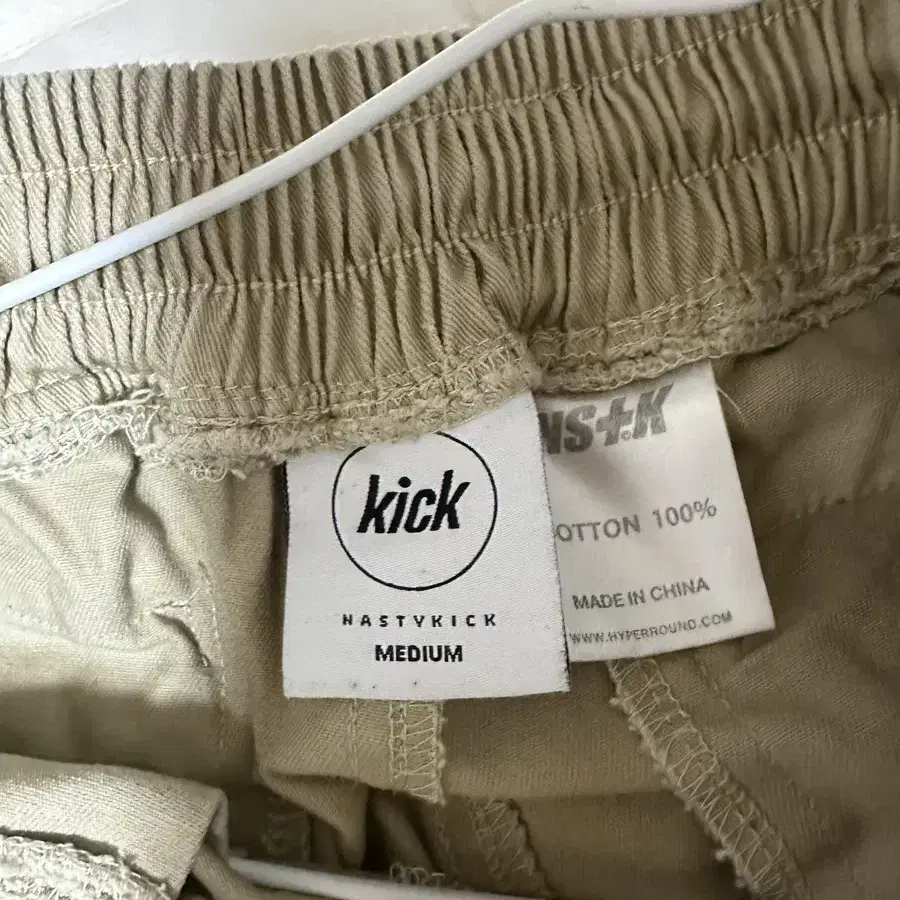 kick
NASTYKICK
MEDIUM
NS+K
OTTON 100%
MADE IN CHINA
WWW.HYPERROUND.COM